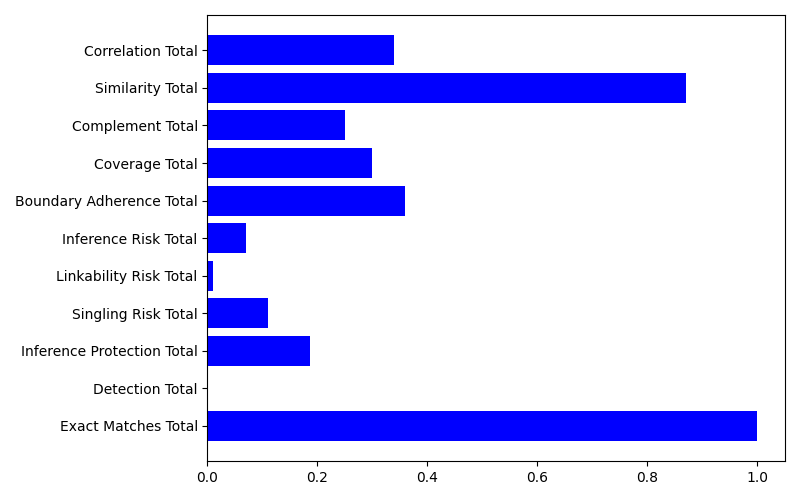 Correlation Total
Similarity Total
Complement Total
Coverage Total
Boundary Adherence Total
Inference Risk Total
Linkability Risk Total
Singling Risk Total
Inference Protection Total
Detection Total
Exact Matches Total
0.0 0.2 0.4 0.6 0.8 1.0